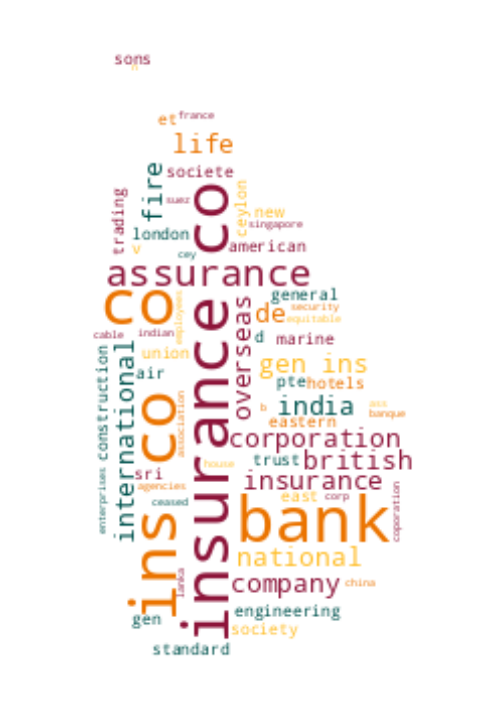 sons
n
et france
life
societe
fire
trading
suez
ceylon
new
singapore
london
v
cey
american
insurance co
assurance
co
employees
general
security
equitable
de
overseas
cable
indian
d
marine
union
gen ins
construction
international
air
pte hotels
ins co
association
b
india
ass
banque
eastern
corporation
house
trust british
sri
insurance
enterprises
agencies
ceased
east corp
coporation
bank
national
lanka
company china
gen
engineering
society
standard